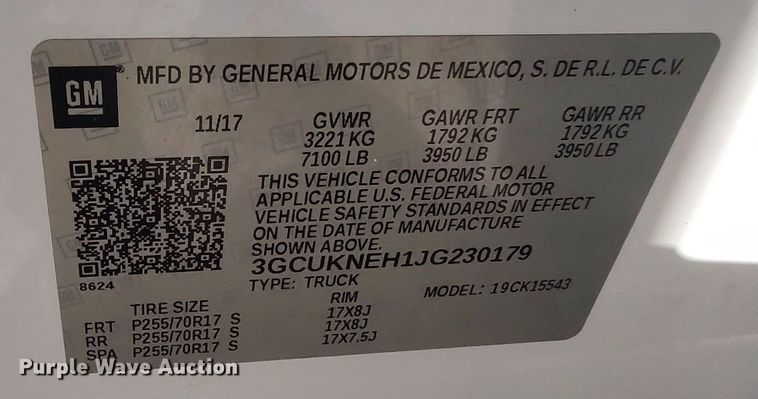 GM
MFD BY GENERAL MOTORS DE MEXICO, S. DE R.L. DE C.V.
11/17 GVWR GAWR FRT GAWR RR
3221 KG 1792 KG 1792 KG
7100 LB 3950 LB 3950 LB
THIS VEHICLE CONFORMS TO ALL
APPLICABLE U.S. FEDERAL MOTOR
VEHICLE SAFETY STANDARDS IN EFFECT
ON THE DATE OF MANUFACTURE
SHOWN ABOVE.
3GCUKNEH1JG230179
8624
TYPE: TRUCK MODEL: 19CK15543
TIRE SIZE RIM
FRT P255/70R17 S 17X8J
RR P255/70R17 S 17X8J
SPA P255/70R17 S 17X7.5J
Purple Wave Auction